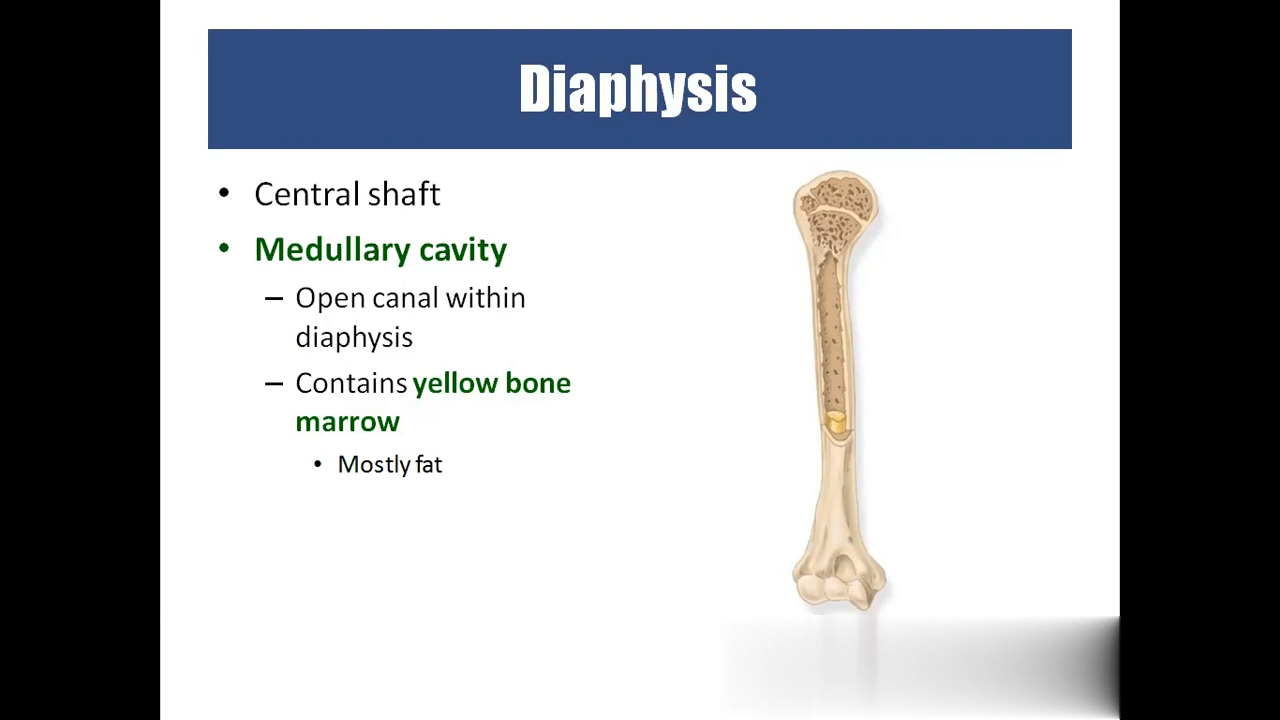 Diaphysis
• Central shaft
• Medullary cavity
– Open canal within
diaphysis
– Contains yellow bone
marrow
• Mostly fat